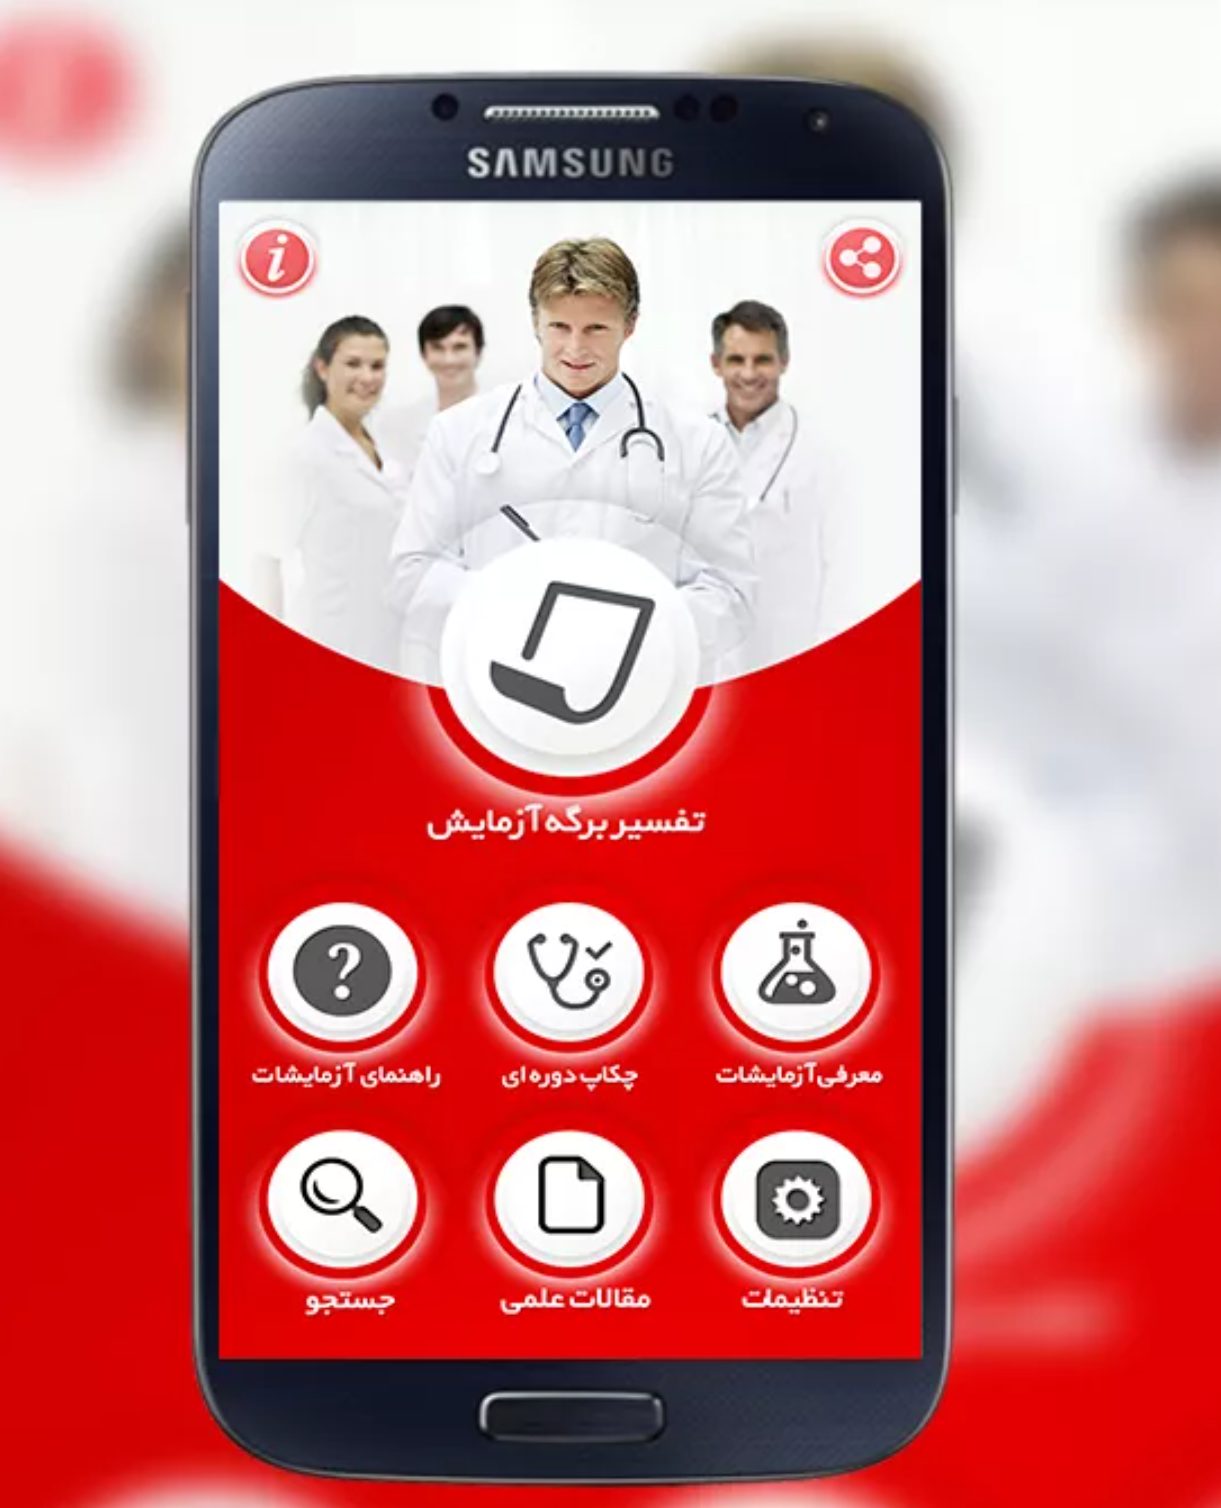 SAMSUNG
i
تفسیر برگه آزمایش
معرفی آزمایشات
چکاپ دوره ای
راهنمای آزمایشات
?
تنظیمات
مقالات علمی
جستجو